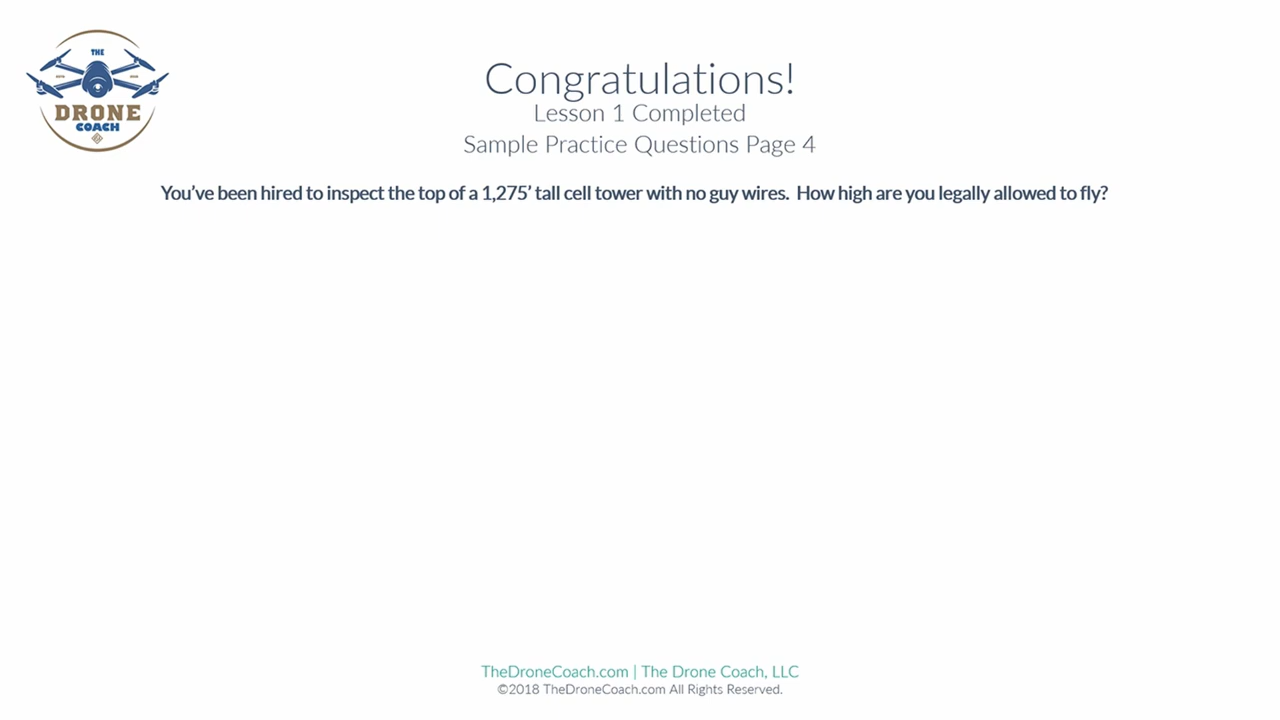 THE
DRONE
COACH
Congratulations!
Lesson 1 Completed
Sample Practice Questions Page 4
You've been hired to inspect the top of a 1,275' tall cell tower with no guy wires.  How high are you legally allowed to fly?
TheDroneCoach.com | The Drone Coach, LLC
©2018 TheDroneCoach.com All Rights Reserved.